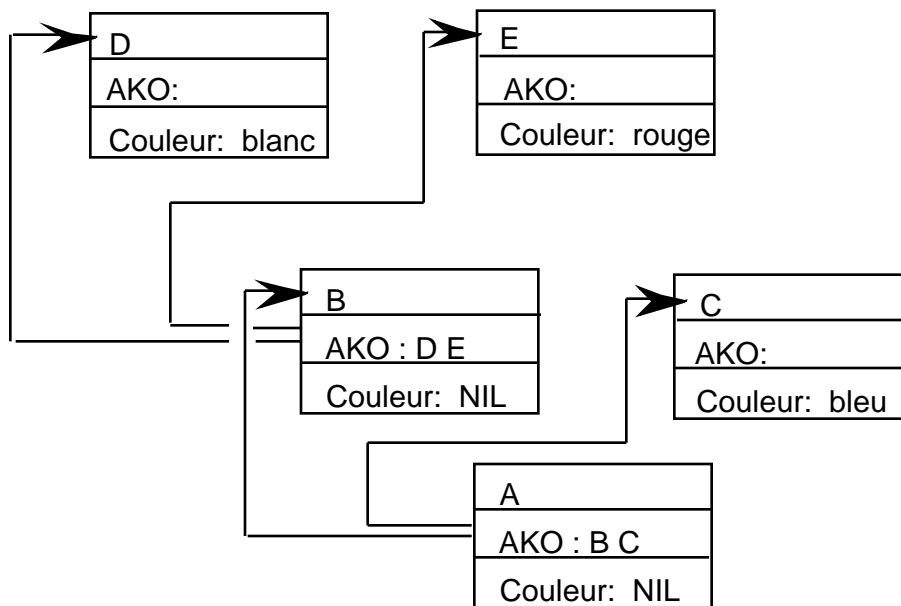 D
AKO:
Couleur: blanc
E
AKO:
Couleur: rouge
B
AKO : D E
Couleur: NIL
C
AKO:
Couleur: bleu
A
AKO : B C
Couleur: NIL